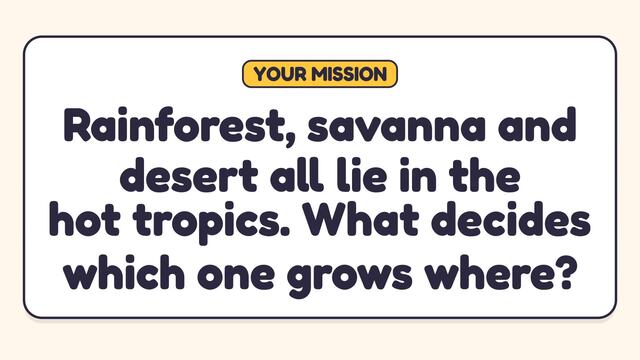 YOUR MISSION
Rainforest, savanna and
desert all lie in the
hot tropics. What decides
which one grows where?